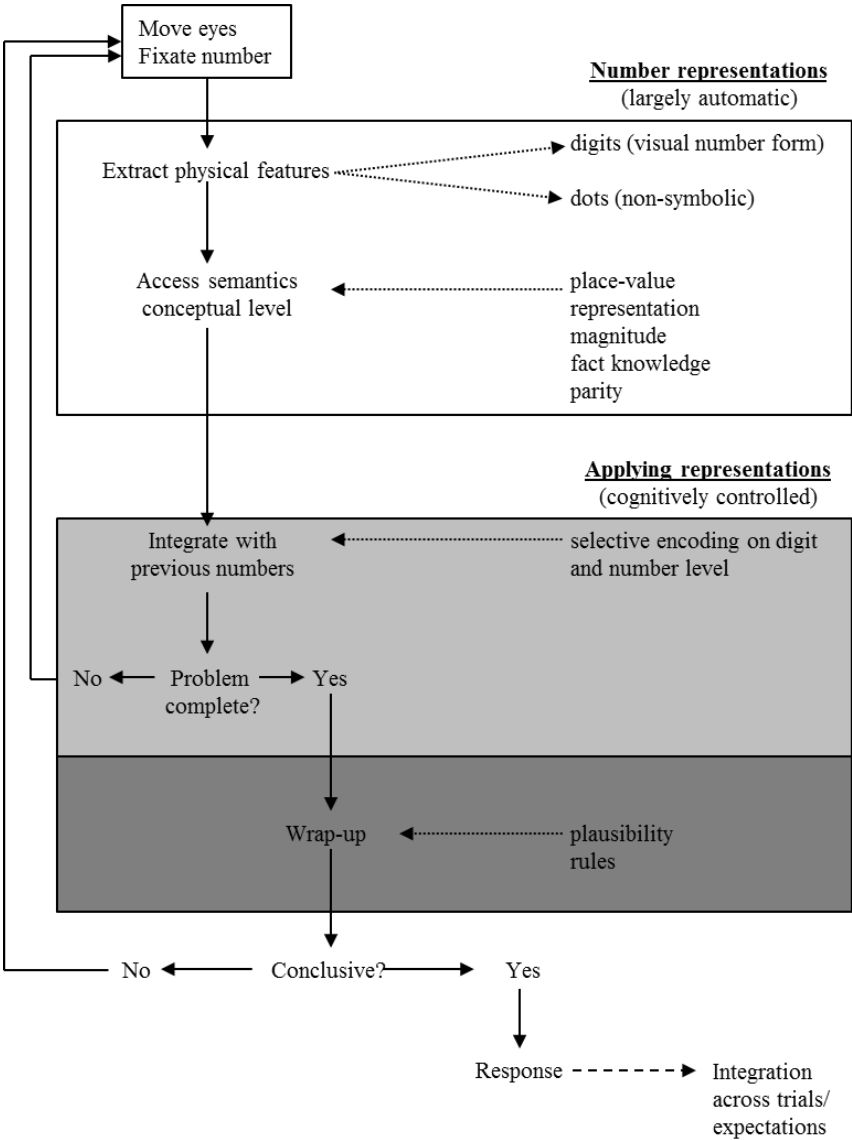 Move eyes
Fixate number
Number representations
(largely automatic)
Extract physical features
digits (visual number form)
dots (non-symbolic)
Access semantics
conceptual level
place-value
representation
magnitude
fact knowledge
parity
Applying representations
(cognitively controlled)
Integrate with
previous numbers
selective encoding on digit
and number level
No
Problem
complete?
Yes
Wrap-up
plausibility
rules
No
Conclusive?
Yes
Response
Integration
across trials/
expectations